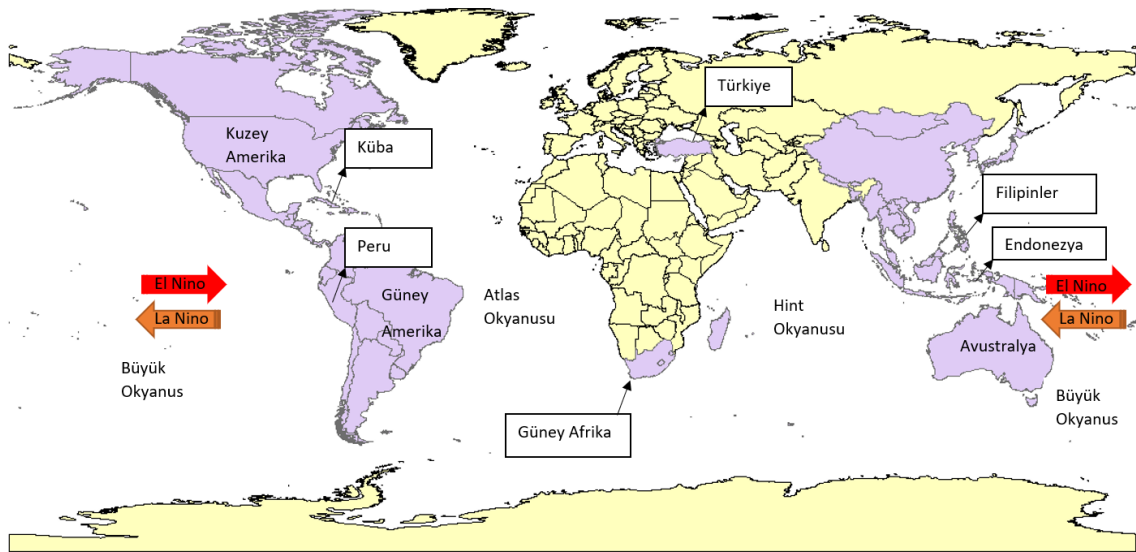 Türkiye
Kuzey
Amerika
Küba
Filipinler
Peru
Endonezya
El Nino
El Nino
Güney
Amerika
Atlas
Okyanusu
Hint
Okyanusu
La Nino
La Nino
Avustralya
Büyük
Okyanus
Büyük
Okyanus
Güney Afrika